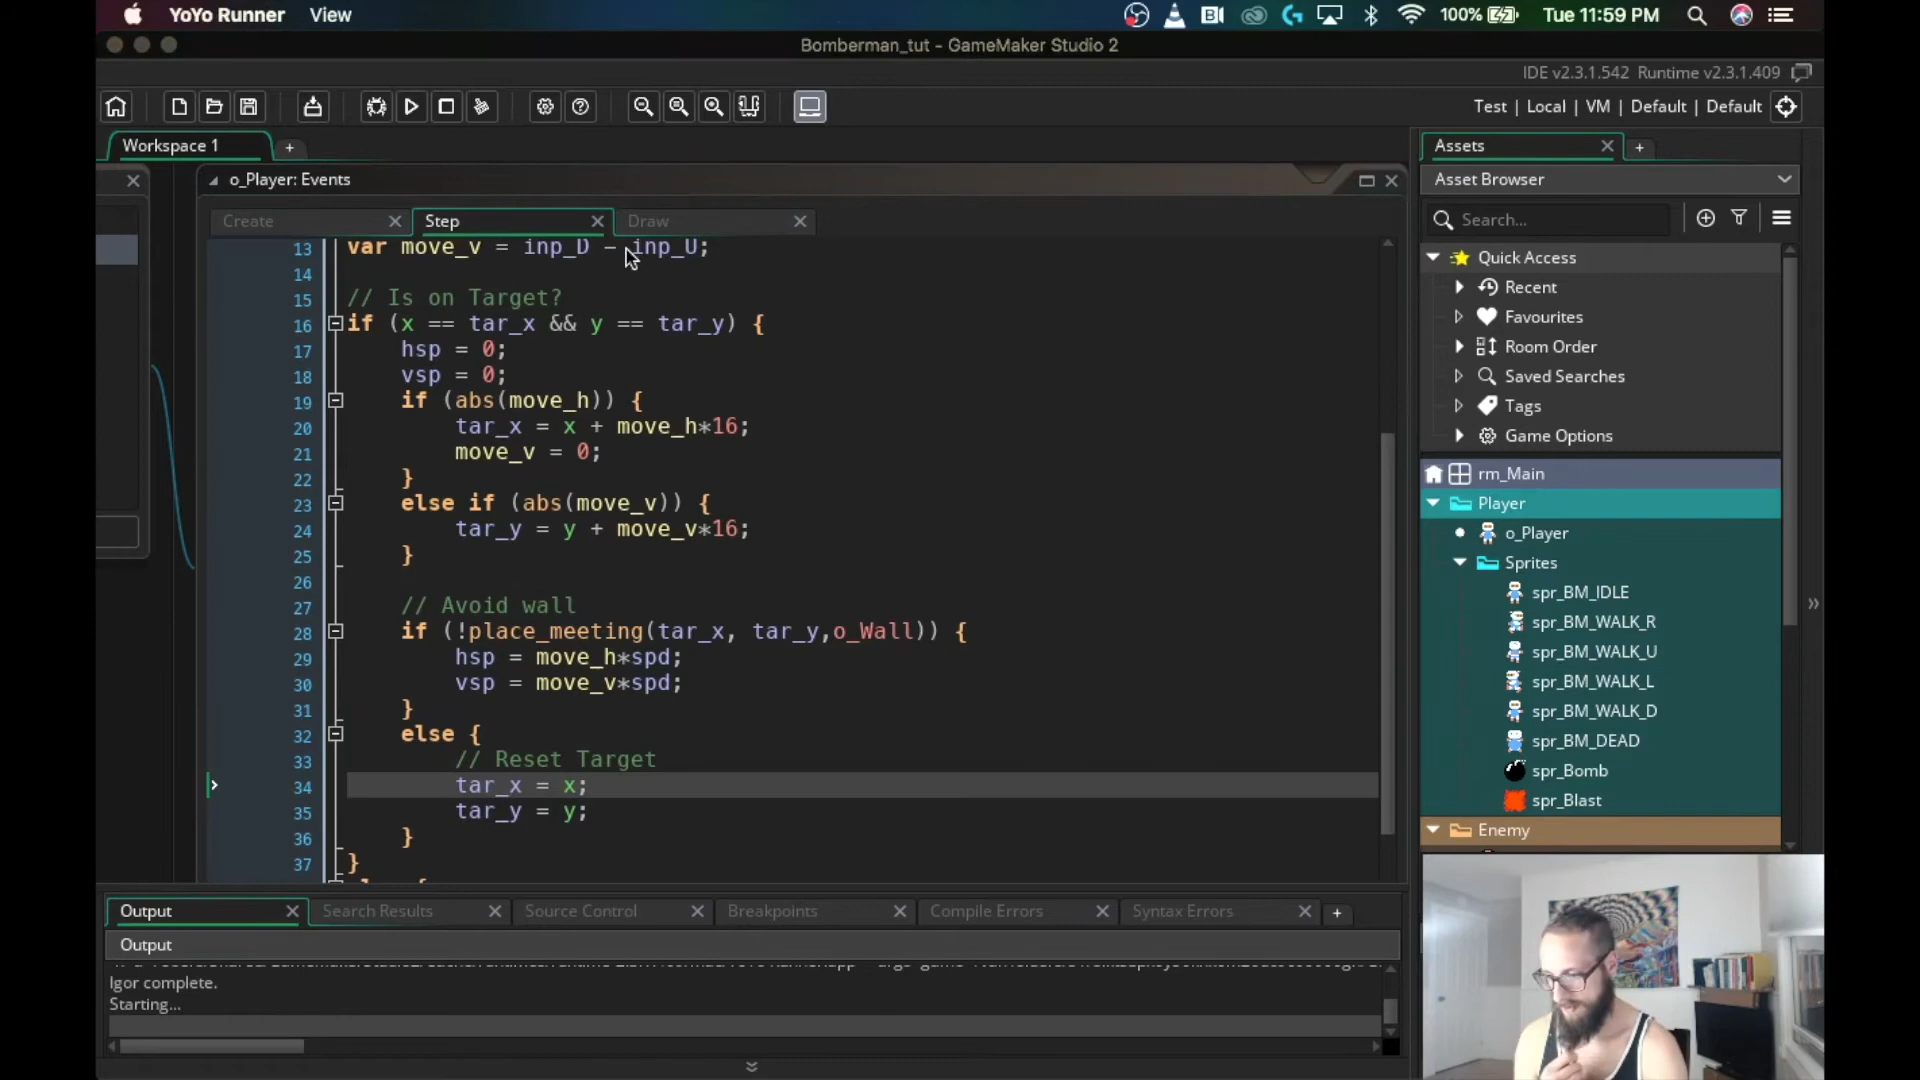 YoYo Runner View 100% Tue 11:59 PM
Bomberman_tut - GameMaker Studio 2
IDE v2.3.1.542 Runtime v2.3.1.409
Test | Local | VM | Default | Default
Workspace 1
o_Player: Events
Create
Step
Draw
13 var move_v = inp_D - inp_U;
14
15 // Is on Target?
16 if (x == tar_x && y == tar_y) {
17 hsp = 0;
18 vsp = 0;
19 if (abs(move_h)) {
20 tar_x = x + move_h*16;
21 move_v = 0;
22 }
23 else if (abs(move_v)) {
24 tar_y = y + move_v*16;
25 }
26
27 // Avoid wall
28 if (!place_meeting(tar_x, tar_y,o_Wall)) {
29 hsp = move_h*spd;
30 vsp = move_v*spd;
31 }
32 else {
33 // Reset Target
34 tar_x = x;
35 tar_y = y;
36 }
37 }
Assets
Asset Browser
Search...
Quick Access
Recent
Favourites
Room Order
Saved Searches
Tags
Game Options
rm_Main
Player
o_Player
Sprites
spr_BM_IDLE
spr_BM_WALK_R
spr_BM_WALK_U
spr_BM_WALK_L
spr_BM_WALK_D
spr_BM_DEAD
spr_Bomb
spr_Blast
Enemy
Output
Search Results
Source Control
Breakpoints
Compile Errors
Syntax Errors
Output
Igor complete.
Starting...